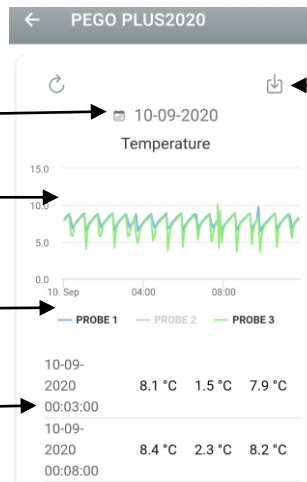 ← PEGO PLUS2020
10-09-2020
Temperature
15.0
10.0
5.0
0.0
10. Sep 04:00 08:00
PROBE 1 PROBE 2 PROBE 3
10-09-
2020 8.1 °C 1.5 °C 7.9 °C
00:03:00
10-09-
2020 8.4 °C 2.3 °C 8.2 °C
00:08:00